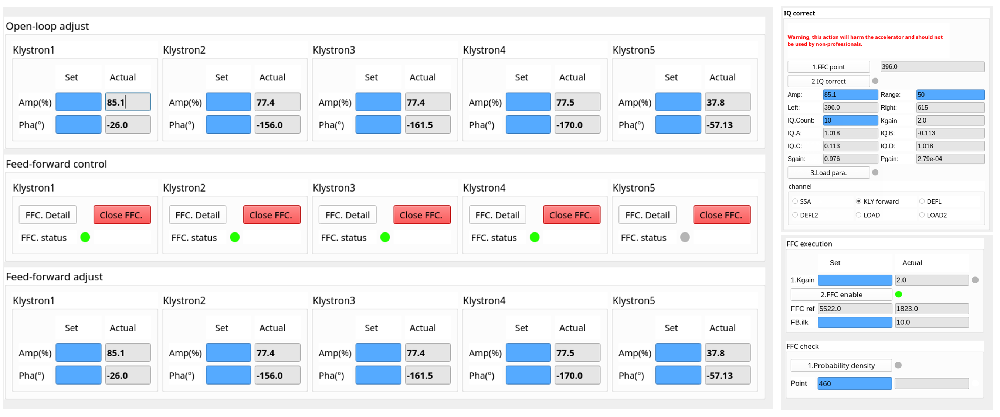 Open-loop adjust
Klystron1 Klystron2 Klystron3 Klystron4 Klystron5
Set Actual Set Actual Set Actual Set Actual Set Actual
Amp(%) 85.1 Amp(%) 77.4 Amp(%) 77.4 Amp(%) 77.5 Amp(%) 37.8
Pha(°) -26.0 Pha(°) -156.0 Pha(°) -161.5 Pha(°) -170.0 Pha(°) -57.13
Feed-forward control
Klystron1 Klystron2 Klystron3 Klystron4 Klystron5
FFC. Detail Close FFC. FFC. Detail Close FFC. FFC. Detail Close FFC. FFC. Detail Close FFC. FFC. Detail Close FFC.
FFC. status FFC. status FFC. status FFC. status FFC. status
Feed-forward adjust
Klystron1 Klystron2 Klystron3 Klystron4 Klystron5
Set Actual Set Actual Set Actual Set Actual Set Actual
Amp(%) 85.1 Amp(%) 77.4 Amp(%) 77.4 Amp(%) 77.5 Amp(%) 37.8
Pha(°) -26.0 Pha(°) -156.0 Pha(°) -161.5 Pha(°) -170.0 Pha(°) -57.13
IQ correct
Warning, this action will harm the accelerator and should not
be used by non-professionals.
1.FFC point 396.0
2.IQ correct
Amp: 85.1 Range: 50
Left: 396.0 Right: 615
IQ.Count: 10 Kgain 2.0
IQ.A: 1.018 IQ.B: -0.113
IQ.C: 0.113 IQ.D: 1.018
Sgain: 0.976 Pgain: 2.79e-04
3.Load para.
channel
SSA KLY forward DEFL
DEFL2 LOAD LOAD2
FFC execution
Set Actual
1.Kgain 2.0
2.FFC enable
FFC ref 5522.0 1823.0
FB.ilk 10.0
FFC check
1.Probability density
Point 460